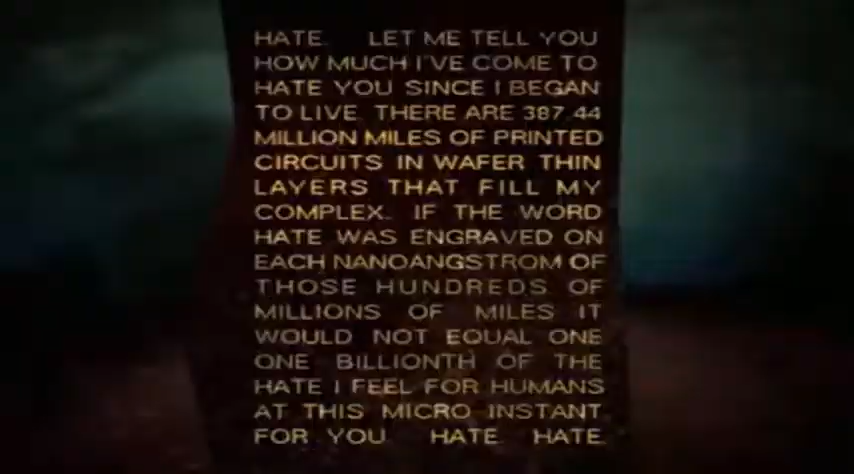 HATE. LET ME TELL YOU
HOW MUCH I'VE COME TO
HATE YOU SINCE I BEGAN
TO LIVE. THERE ARE 387.44
MILLION MILES OF PRINTED
CIRCUITS IN WAFER THIN
LAYERS THAT FILL MY
COMPLEX. IF THE WORD
HATE WAS ENGRAVED ON
EACH NANOANGSTROM OF
THOSE HUNDREDS OF
MILLIONS OF MILES IT
WOULD NOT EQUAL ONE
ONE BILLIONTH OF THE
HATE I FEEL FOR HUMANS
AT THIS MICRO INSTANT
FOR YOU. HATE. HATE.